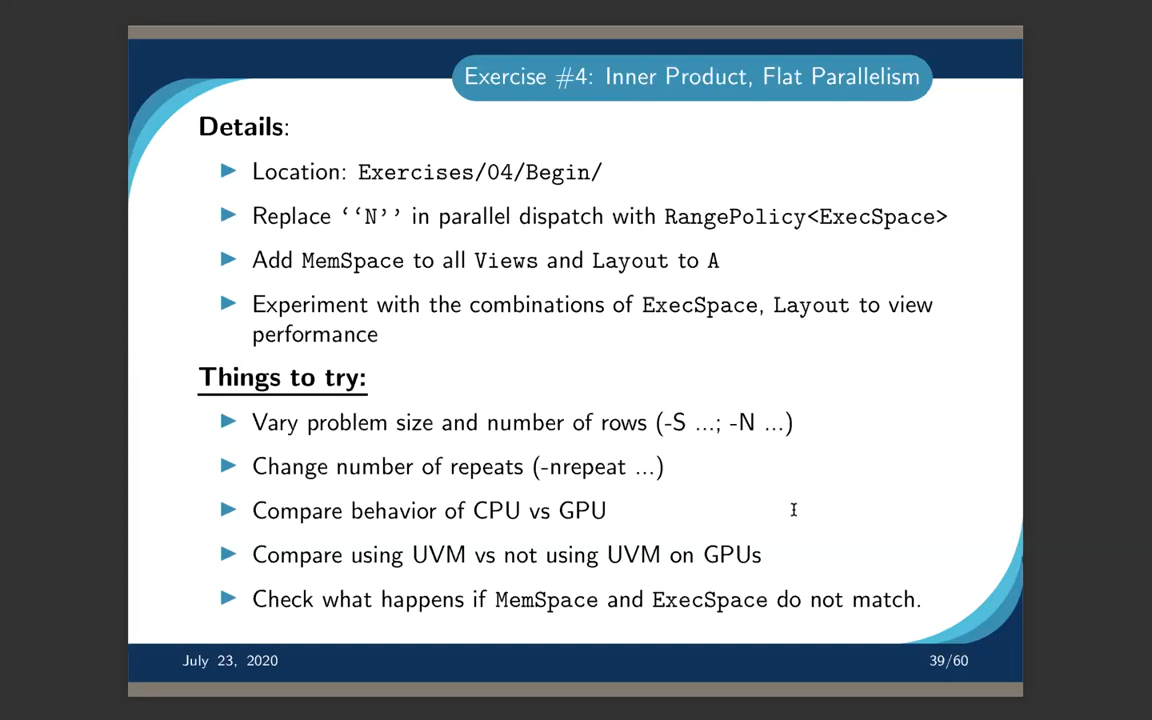 Exercise #4: Inner Product, Flat Parallelism
Details:
Location: Exercises/04/Begin/
Replace ‘‘N’’ in parallel dispatch with RangePolicy<ExecSpace>
Add MemSpace to all Views and Layout to A
Experiment with the combinations of ExecSpace, Layout to view
performance
Things to try:
Vary problem size and number of rows (-S ...; -N ...)
Change number of repeats (-nrepeat ...)
Compare behavior of CPU vs GPU
Compare using UVM vs not using UVM on GPUs
Check what happens if MemSpace and ExecSpace do not match.
July 23, 2020
39/60